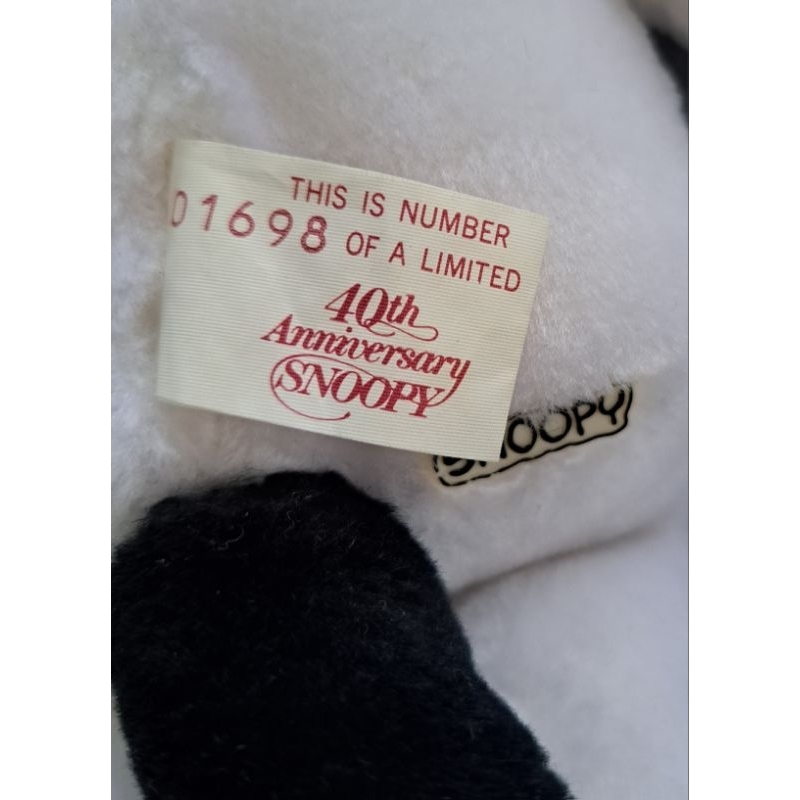 THIS IS NUMBER
01698 OF A LIMITED
40th
Anniversary
SNOOPY
SNOOPY